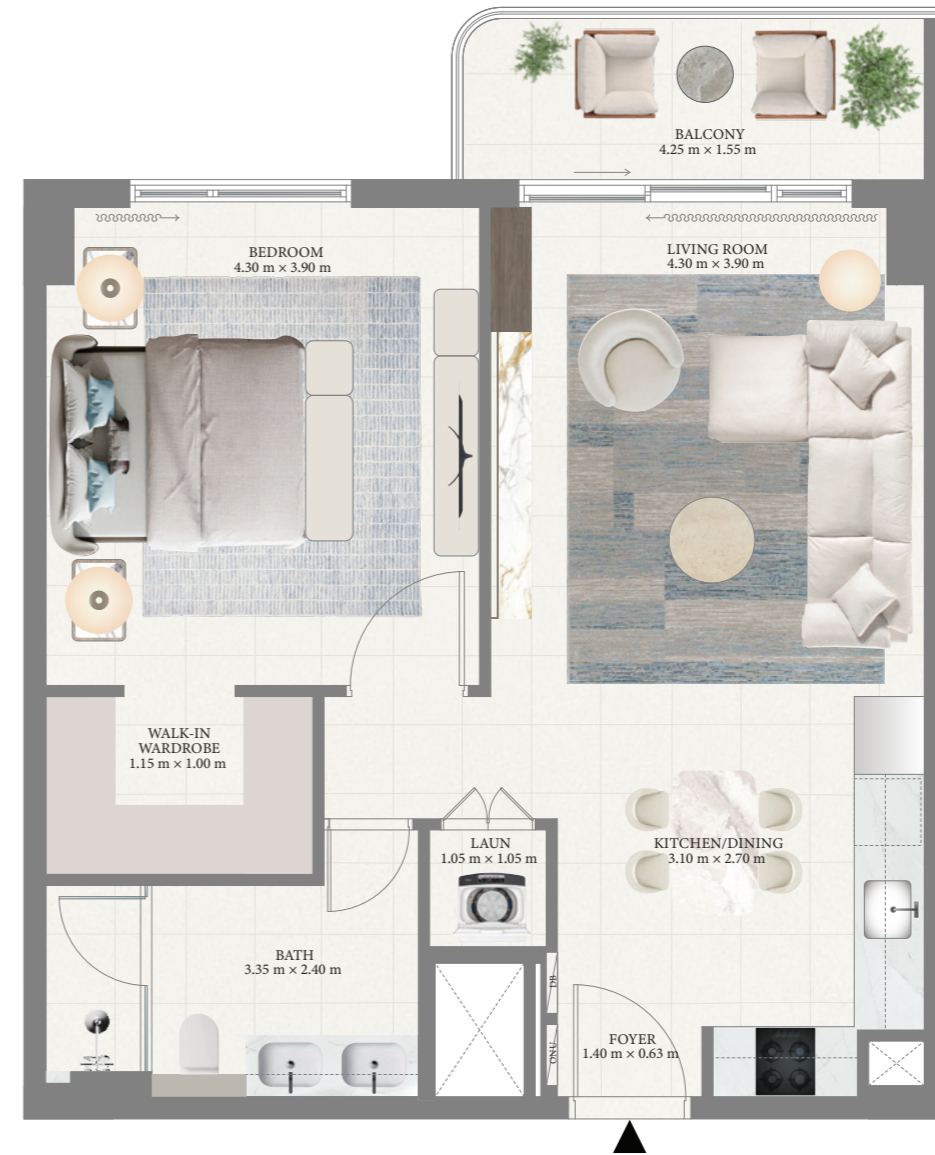 BALCONY
4.25 m × 1.55 m
BEDROOM
4.30 m × 3.90 m
LIVING ROOM
4.30 m × 3.90 m
WALK-IN
WARDROBE
1.15 m × 1.00 m
LAUN
1.05 m × 1.05 m
KITCHEN/DINING
3.10 m × 2.70 m
BATH
3.35 m × 2.40 m
DB
ONU
FOYER
1.40 m × 0.63 m